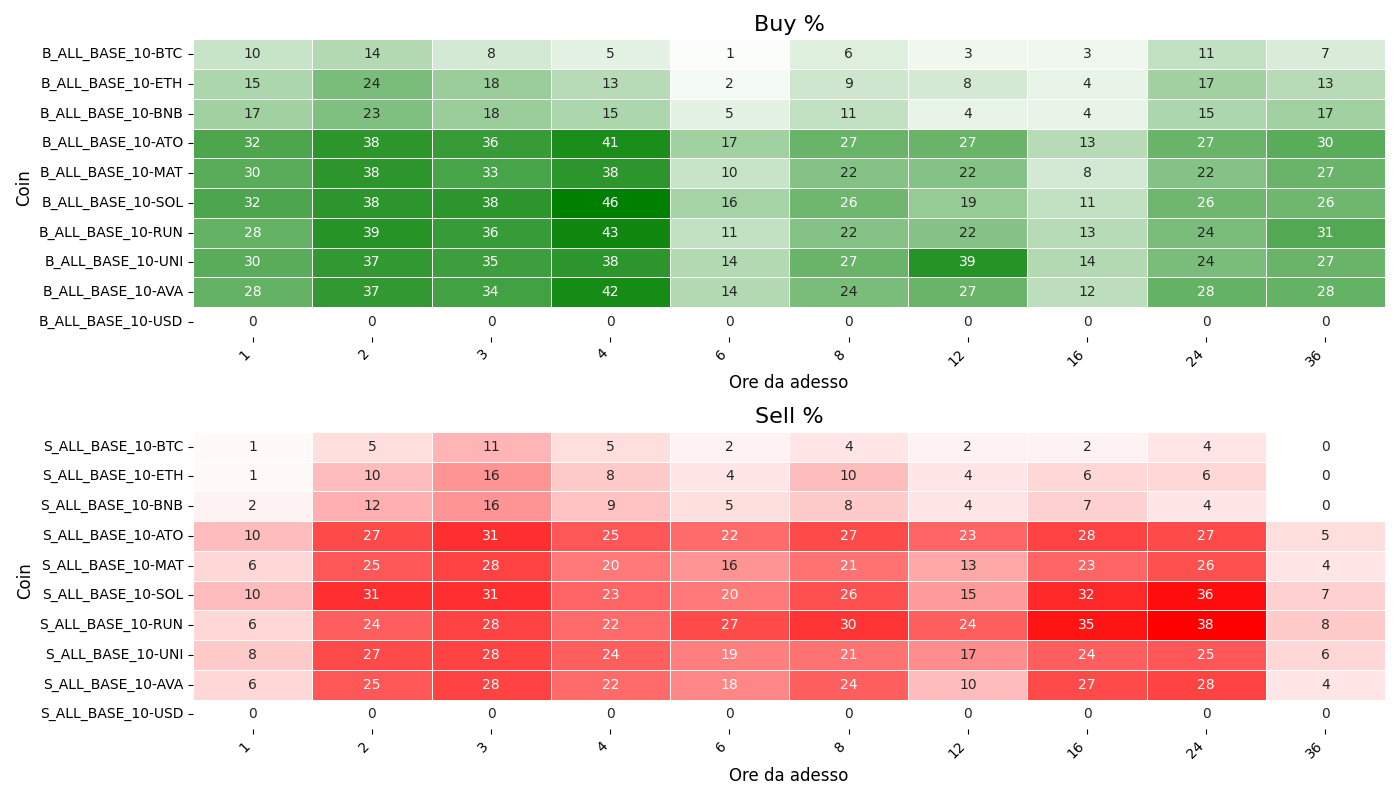 Buy %
Coin
B_ALL_BASE_10-BTC 10 14 8 5 1 6 3 3 11 7
B_ALL_BASE_10-ETH 15 24 18 13 2 9 8 4 17 13
B_ALL_BASE_10-BNB 17 23 18 15 5 11 4 4 15 17
B_ALL_BASE_10-ATO 32 38 36 41 17 27 27 13 27 30
B_ALL_BASE_10-MAT 30 38 33 38 10 22 22 8 22 27
B_ALL_BASE_10-SOL 32 38 38 46 16 26 19 11 26 26
B_ALL_BASE_10-RUN 28 39 36 43 11 22 22 13 24 31
B_ALL_BASE_10-UNI 30 37 35 38 14 27 39 14 24 27
B_ALL_BASE_10-AVA 28 37 34 42 14 24 27 12 28 28
B_ALL_BASE_10-USD 0 0 0 0 0 0 0 0 0 0
1 2 3 4 6 8 12 16 24 36
Ore da adesso
Sell %
Coin
S_ALL_BASE_10-BTC 1 5 11 5 2 4 2 2 4 0
S_ALL_BASE_10-ETH 1 10 16 8 4 10 4 6 6 0
S_ALL_BASE_10-BNB 2 12 16 9 5 8 4 7 4 0
S_ALL_BASE_10-ATO 10 27 31 25 22 27 23 28 27 5
S_ALL_BASE_10-MAT 6 25 28 20 16 21 13 23 26 4
S_ALL_BASE_10-SOL 10 31 31 23 20 26 15 32 36 7
S_ALL_BASE_10-RUN 6 24 28 22 27 30 24 35 38 8
S_ALL_BASE_10-UNI 8 27 28 24 19 21 17 24 25 6
S_ALL_BASE_10-AVA 6 25 28 22 18 24 10 27 28 4
S_ALL_BASE_10-USD 0 0 0 0 0 0 0 0 0 0
1 2 3 4 6 8 12 16 24 36
Ore da adesso